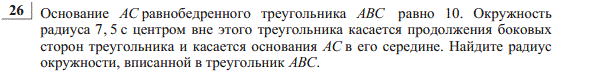 26 Основание AC равнобедренного треугольника ABC равно 10. Окружность
радиуса 7, 5 с центром вне этого треугольника касается продолжения боковых
сторон треугольника и касается основания AC в его середине. Найдите радиус
окружности, вписанной в треугольник ABC.